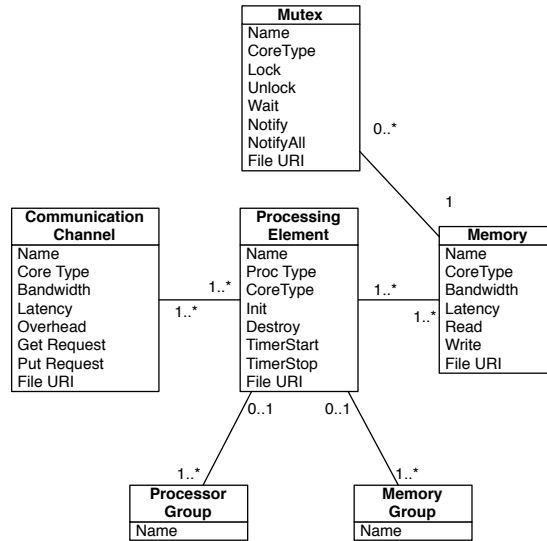 Mutex
Name
CoreType
Lock
Unlock
Wait
Notify
NotifyAll
File URI
0..*
1
Communication
Channel
Name
Core Type
Bandwidth
Latency
Overhead
Get Request
Put Request
File URI
1..*
1..*
Processing
Element
Name
Proc Type
CoreType
Init
Destroy
TimerStart
TimerStop
File URI
1..*
1..*
Memory
Name
CoreType
Bandwidth
Latency
Read
Write
File URI
0..1
0..1
1..*
1..*
Processor
Group
Name
Memory
Group
Name